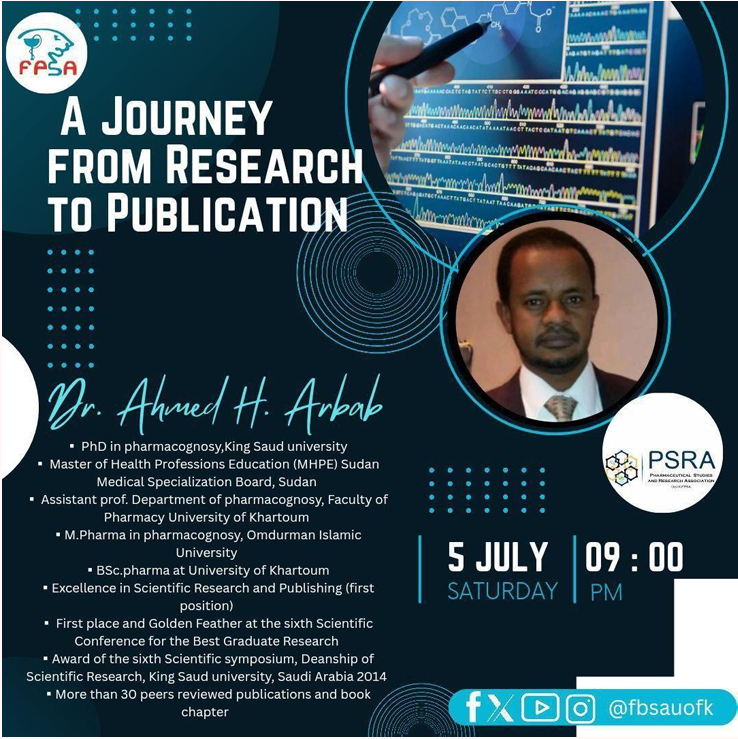 FPSA
A JOURNEY
FROM RESEARCH
TO PUBLICATION
Dr. Ahmed H. Arbab
▪ PhD in pharmacognosy,King Saud university
▪ Master of Health Professions Education (MHPE) Sudan
Medical Specialization Board, Sudan
▪ Assistant prof. Department of pharmacognosy, Faculty of
Pharmacy University of Khartoum
▪ M.Pharma in pharmacognosy, Omdurman Islamic
University
▪ BSc.pharma at University of Khartoum
▪ Excellence in Scientific Research and Publishing (first
position)
▪ First place and Golden Feather at the sixth Scientific
Conference for the Best Graduate Research
▪ Award of the sixth Scientific symposium, Deanship of
Scientific Research, King Saud university, Saudi Arabia 2014
▪ More than 30 peers reviewed publications and book
chapter
PSRA
PHARMACEUTICAL STUDIES
AND RESEARCH ASSOCIATION
5 JULY
SATURDAY
09 : 00
PM
@fbsauofk